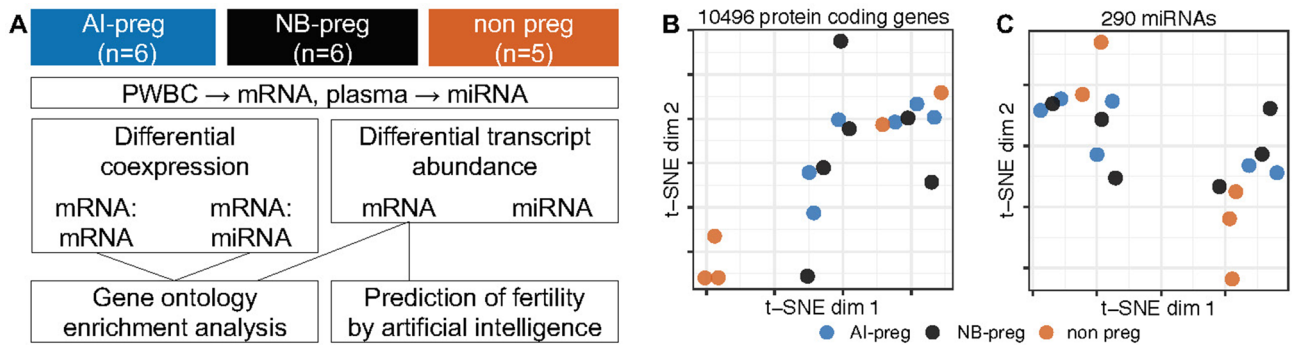 A
AI-preg
(n=6)
NB-preg
(n=6)
non preg
(n=5)
PWBC → mRNA, plasma → miRNA
Differential
coexpression
mRNA:
mRNA
mRNA:
miRNA
Differential transcript
abundance
mRNA
miRNA
Gene ontology
enrichment analysis
Prediction of fertility
by artificial intelligence
B
10496 protein coding genes
t–SNE dim 2
t–SNE dim 1
C
290 miRNAs
t–SNE dim 2
t–SNE dim 1
AI-preg
NB-preg
non preg